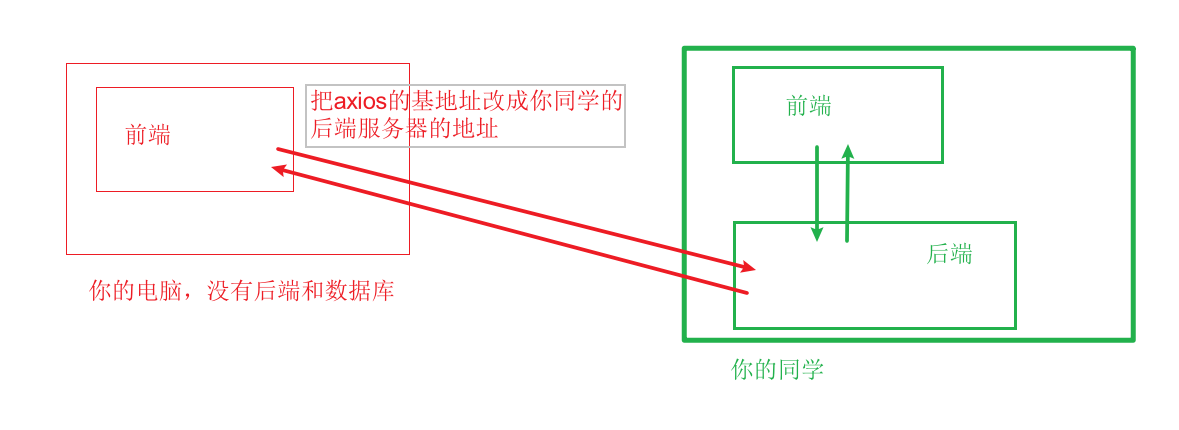 前端
把axios的基地址改成你同学的
后端服务器的地址
你的电脑，没有后端和数据库
前端
后端
你的同学